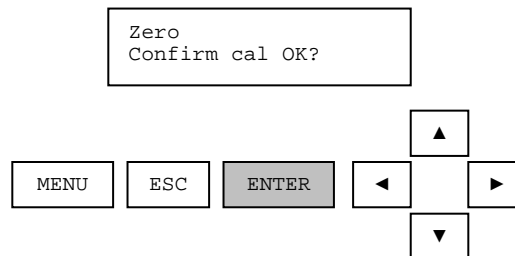 Zero
Confirm cal OK?
▲
MENU ESC ENTER ◄ ►
▼